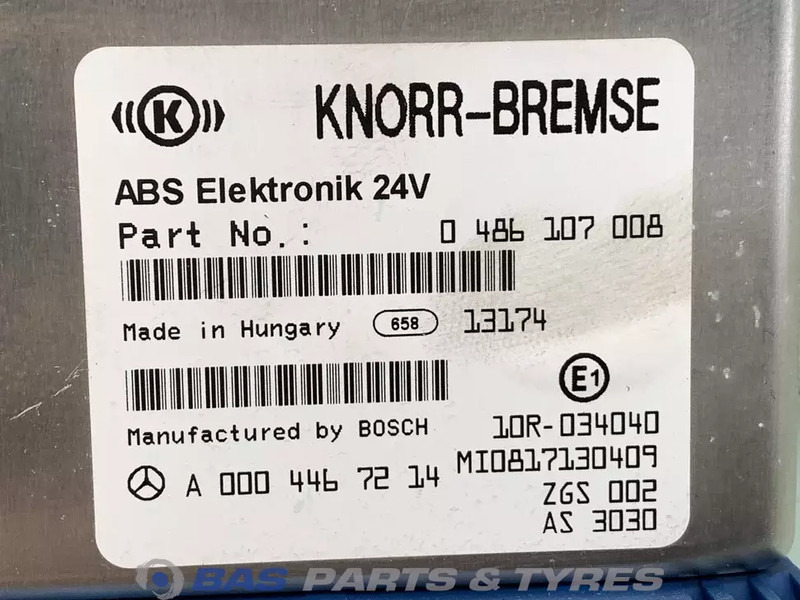 K KNORR-BREMSE
ABS Elektronik 24V
Part No.: 0 486 107 008
Made in Hungary 658 13174
E1
Manufactured by BOSCH 10R-034040
MI0817130409
A 000 446 72 14
ZGS 002
AS 3030
BAS PARTS & TYRES